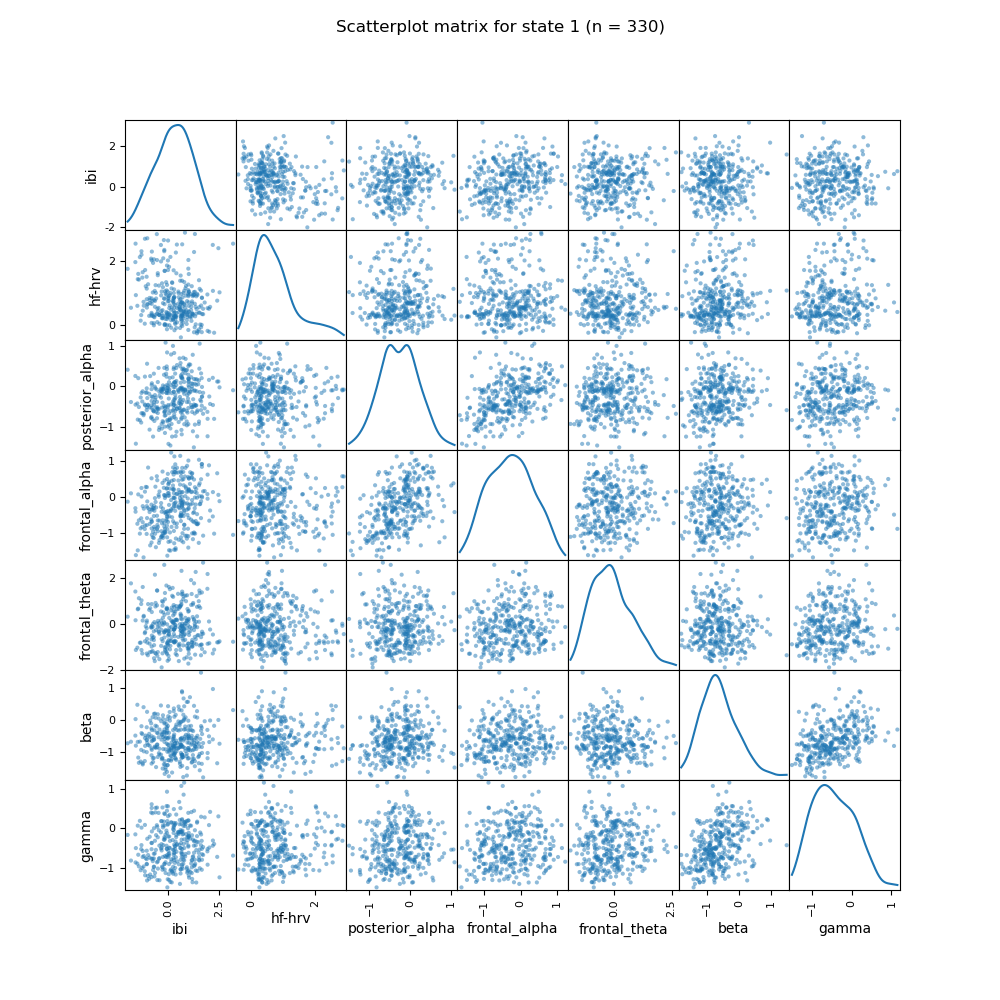 Scatterplot matrix for state 1 (n = 330)
ibi
2
0
-2
hf-hrv
2
0
posterior_alpha
1
0
−1
frontal_alpha
1
0
−1
frontal_theta
2
0
−2
beta
1
0
−1
gamma
1
0
−1
0.0 2.5 0 2 −1 0 1 −1 0 1 0.0 2.5 −1 0 1 −1 0 1
ibi hf-hrv posterior_alpha frontal_alpha frontal_theta beta gamma